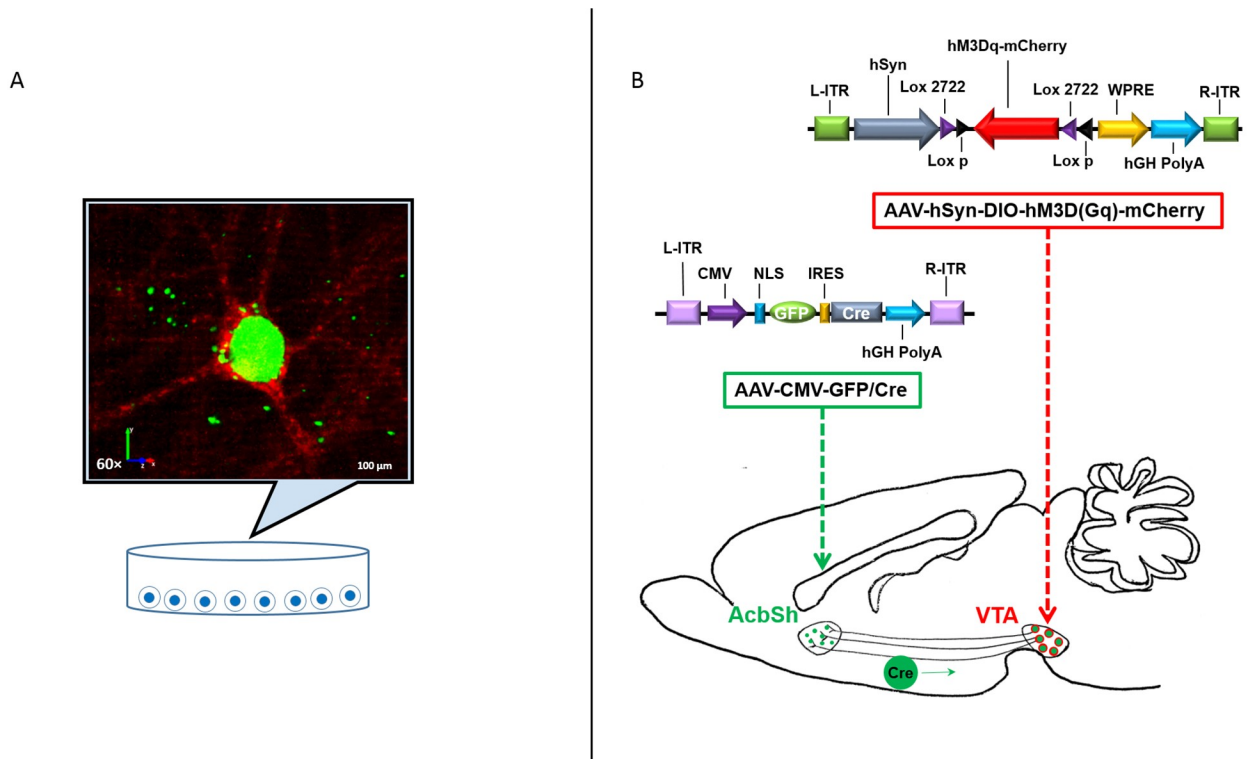 A
60×
Y
z
x
100 µm
B
hM3Dq-mCherry
hSyn
Lox 2722
Lox 2722
WPRE
L-ITR
R-ITR
Lox p
Lox p
hGH PolyA
AAV-hSyn-DIO-hM3D(Gq)-mCherry
L-ITR
CMV
NLS
IRES
R-ITR
GFP
Cre
hGH PolyA
AAV-CMV-GFP/Cre
AcbSh
VTA
Cre